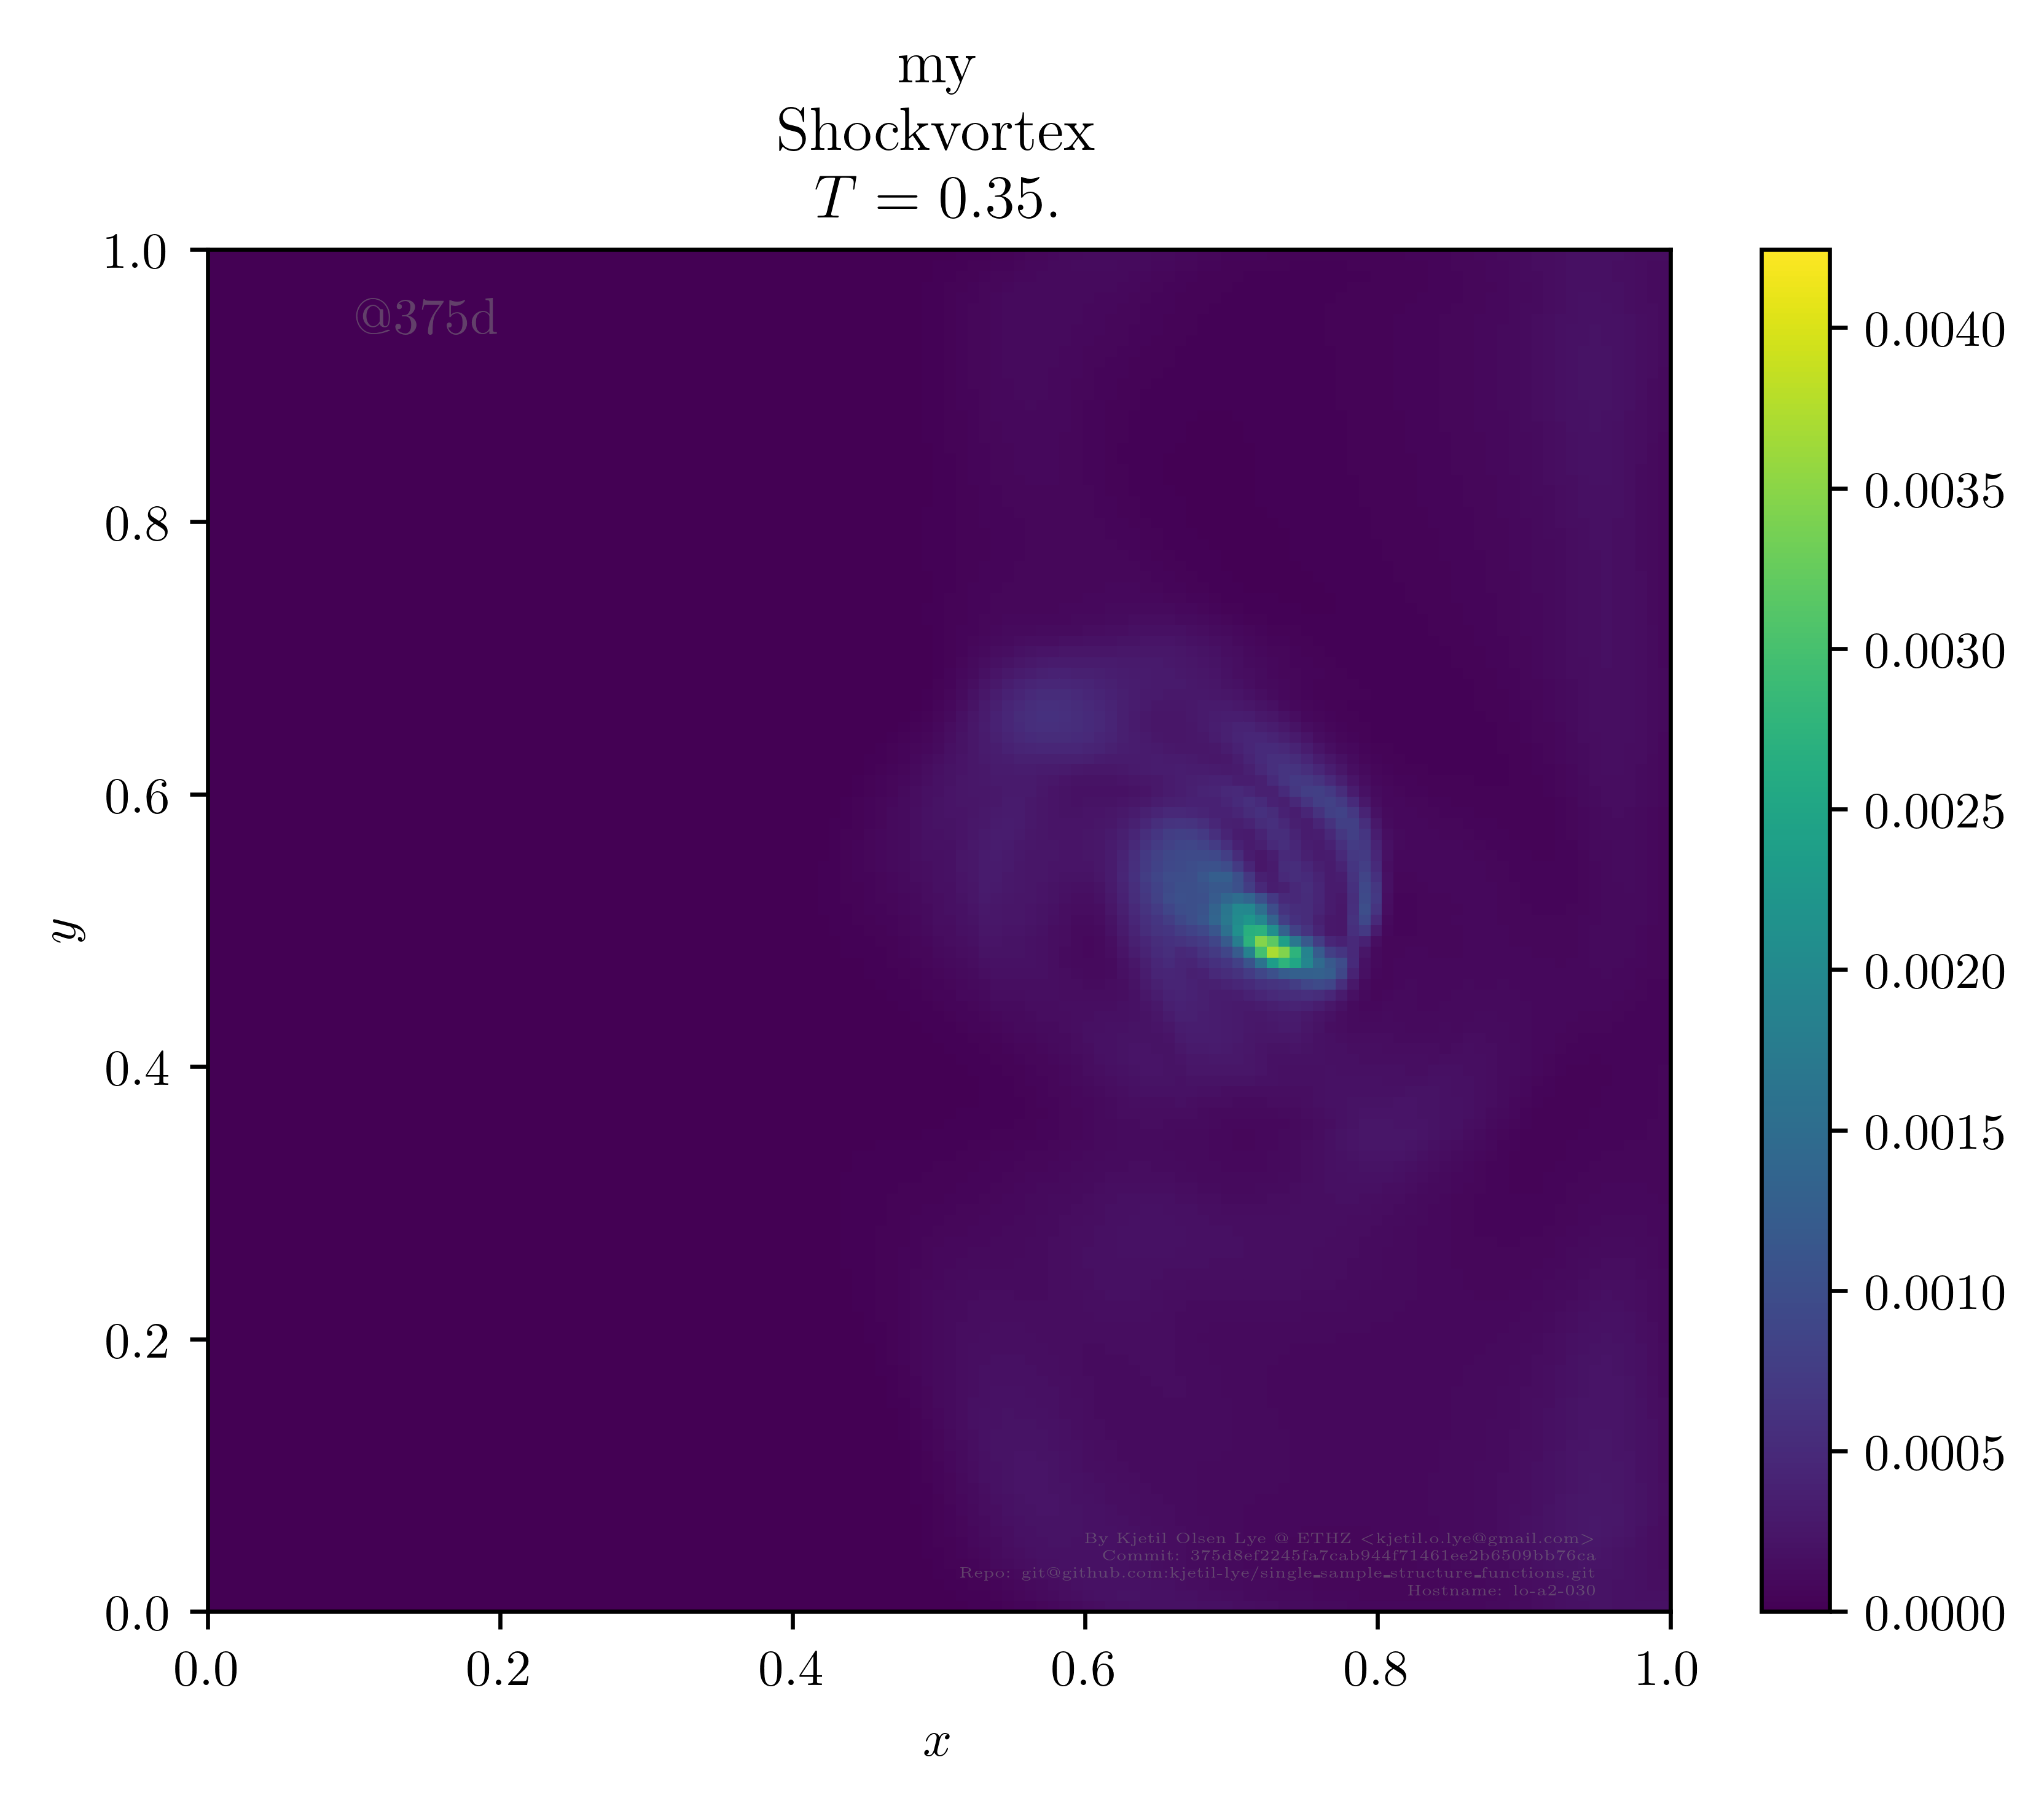 my
Shockvortex
T = 0.35.
@375d
1.0
0.8
0.6
0.4
0.2
0.0
y
0.0 0.2 0.4 0.6 0.8 1.0
x
0.0040
0.0035
0.0030
0.0025
0.0020
0.0015
0.0010
0.0005
0.0000
By Kjetil Olsen Lye @ ETHZ <kjetil.o.lye@gmail.com>
Commit: 375d8ef2245fa7cab944f71461ee2b6509bb76ca
Repo: git@github.com:kjetil-lye/single_sample_structure_functions.git
Hostname: lo-a2-030